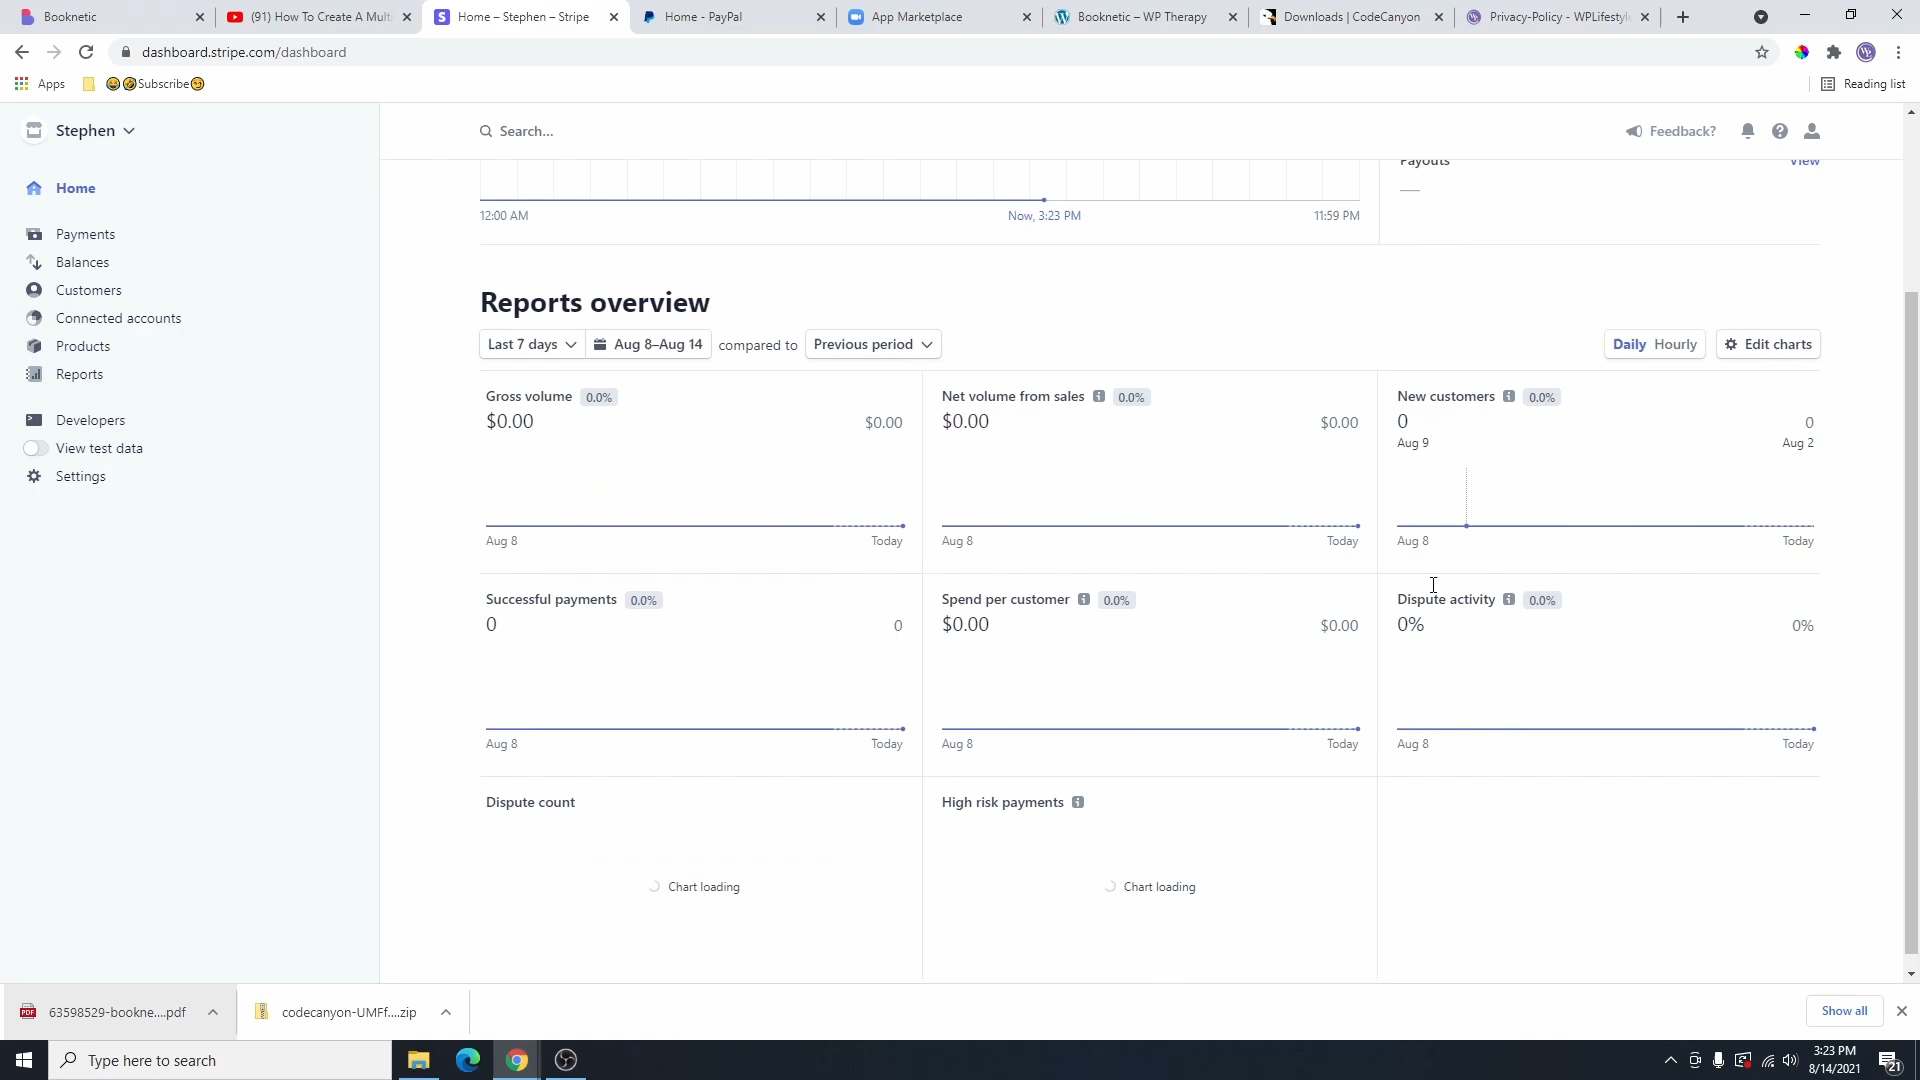 Booknetic
(91) How To Create A Multi
Home – Stephen – Stripe
Home - PayPal
App Marketplace
Booknetic – WP Therapy
Downloads | CodeCanyon
Privacy-Policy - WPLifestyle
dashboard.stripe.com/dashboard
Apps
Subscribe
Reading list
Stephen
Search...
Feedback?
Home
Payments
Balances
Customers
Connected accounts
Products
Reports
Developers
View test data
Settings
Payouts
View
—
12:00 AM
Now, 3:23 PM
11:59 PM
Reports overview
Last 7 days
Aug 8–Aug 14
compared to
Previous period
Daily
Hourly
Edit charts
Gross volume 0.0%
$0.00 $0.00
Aug 8 Today
Net volume from sales 0.0%
$0.00 $0.00
Aug 8 Today
New customers 0.0%
0 0
Aug 9 Aug 2
Aug 8 Today
Successful payments 0.0%
0 0
Aug 8 Today
Spend per customer 0.0%
$0.00 $0.00
Aug 8 Today
Dispute activity 0.0%
0% 0%
Aug 8 Today
Dispute count
Chart loading
High risk payments
Chart loading
63598529-bookne....pdf
codecanyon-UMFf....zip
Show all
Type here to search
3:23 PM
8/14/2021
21